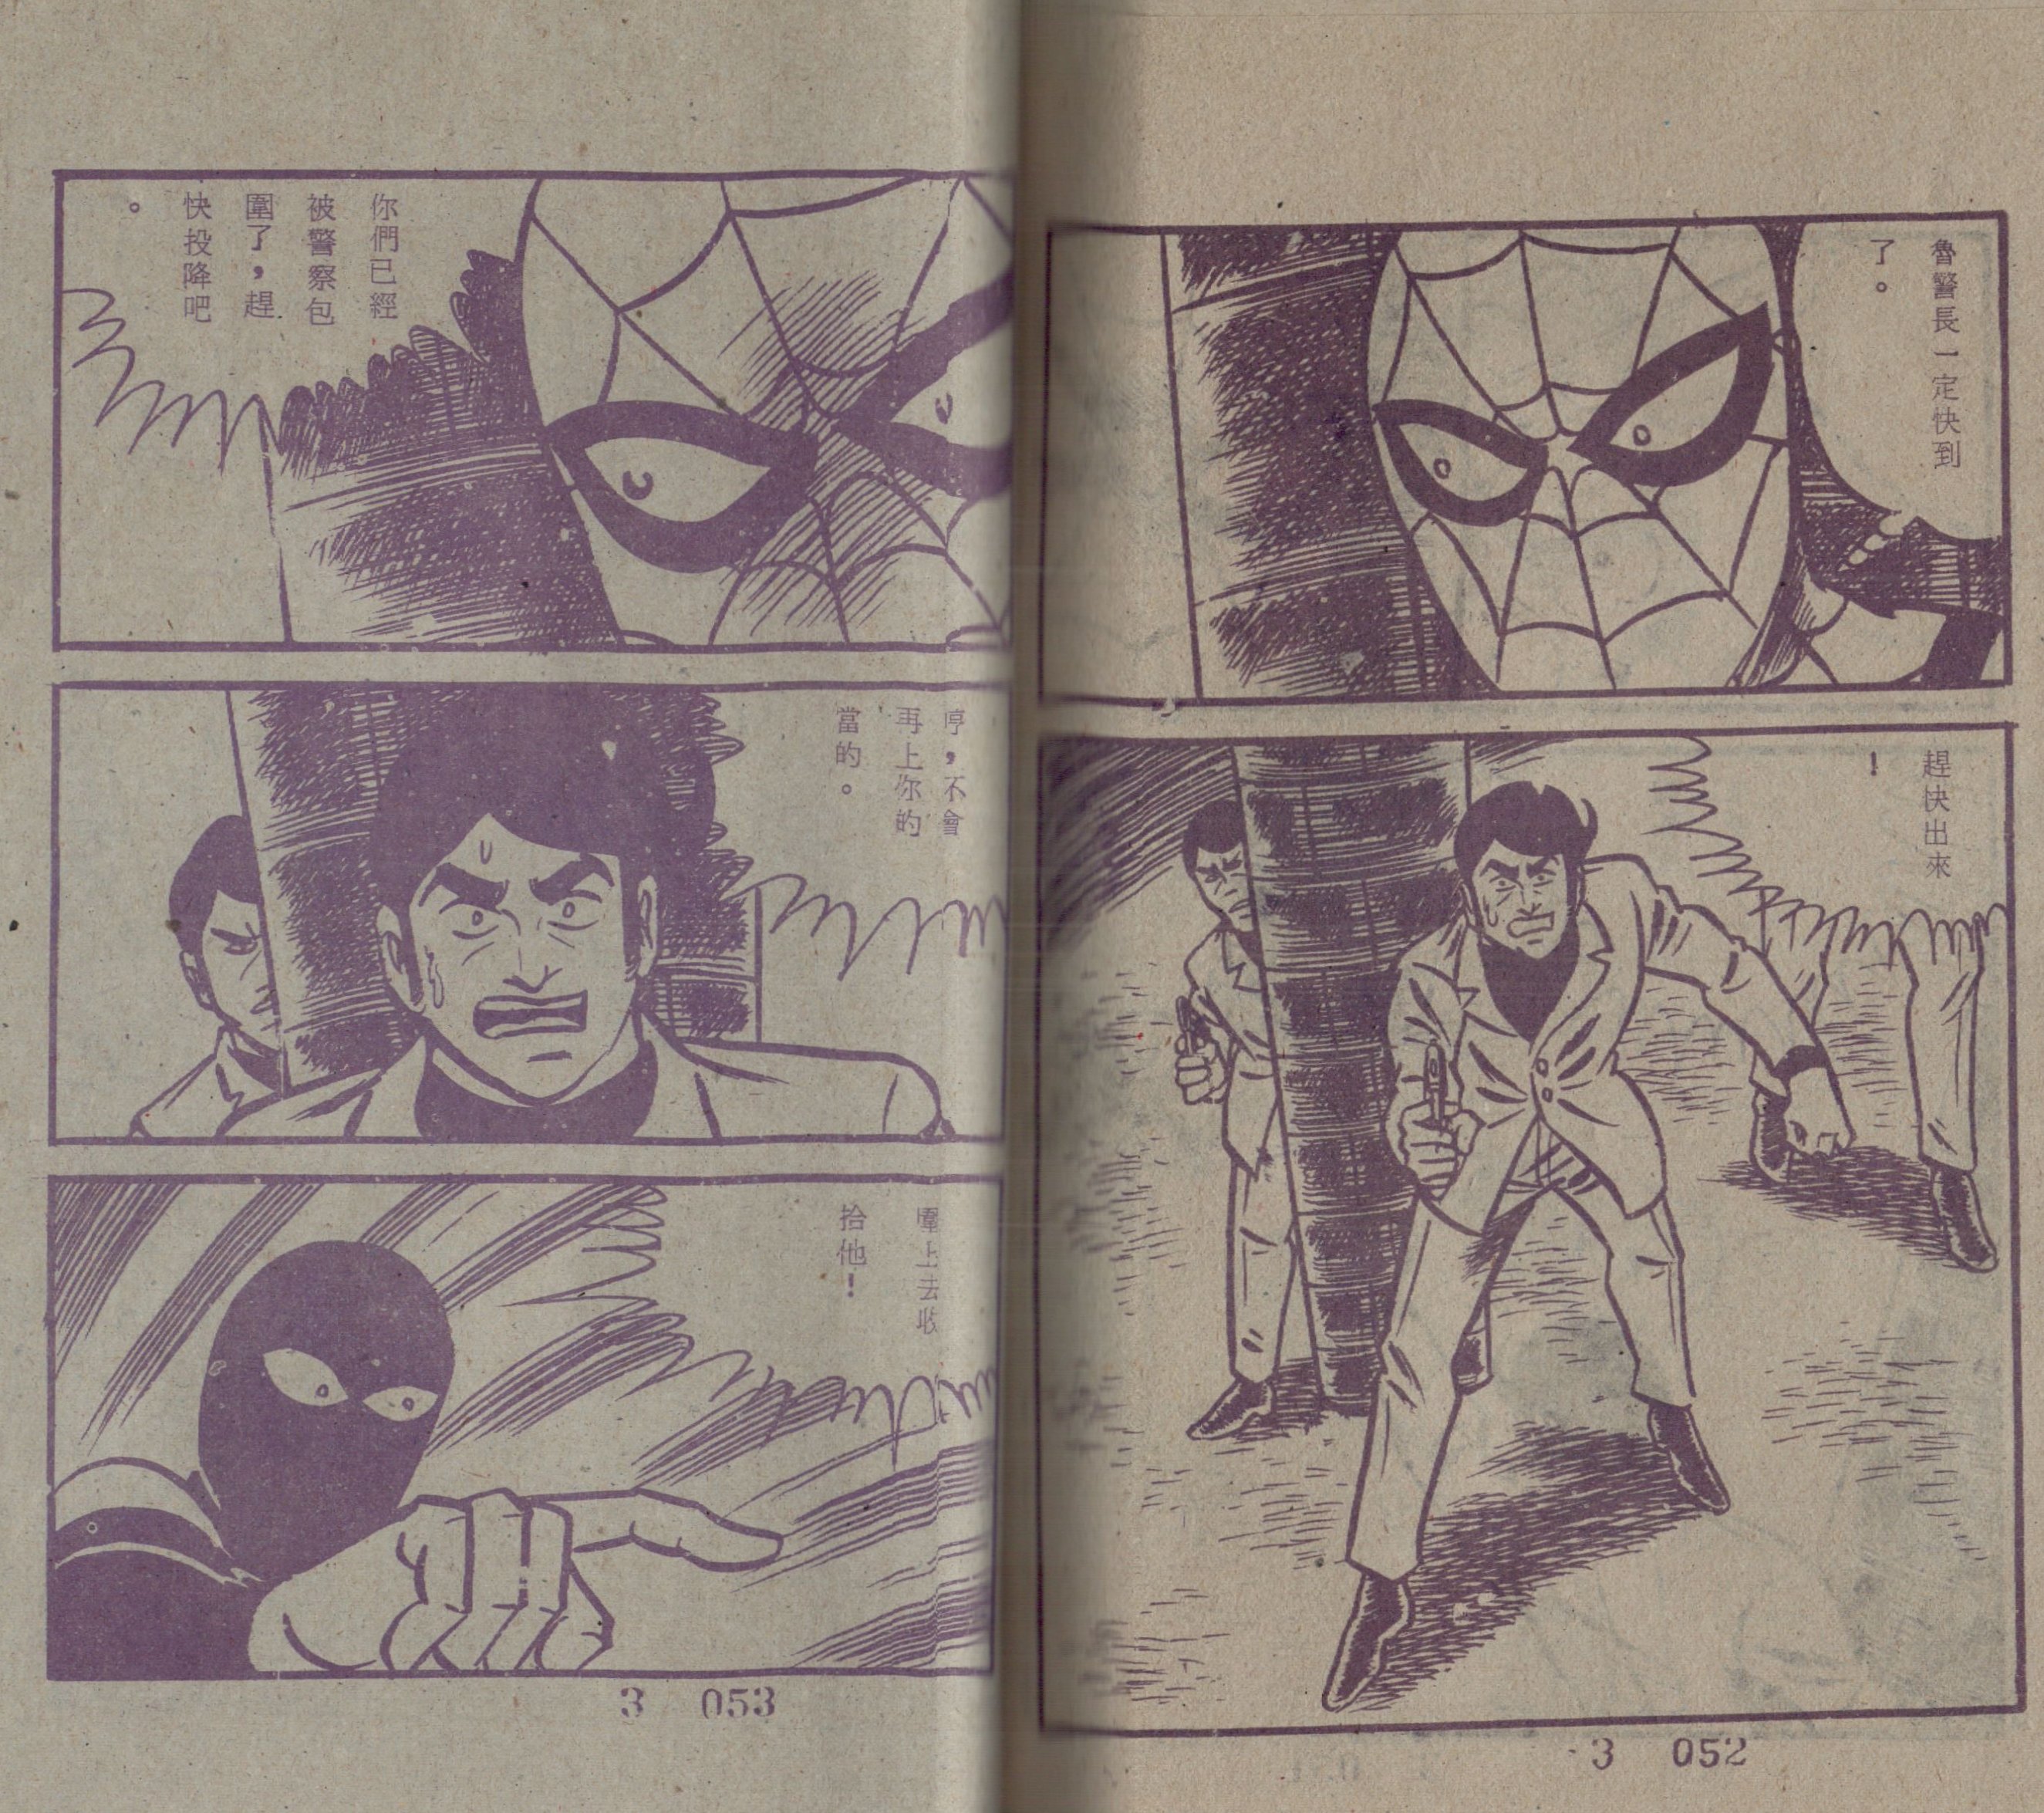 魯警長一定快到
了。
趕快出來
!
3 052
你們已經
被警察包
圍了，趕
快投降吧
。
哼，不會
再上你的
當的。
圍上去收
拾他!
3 053